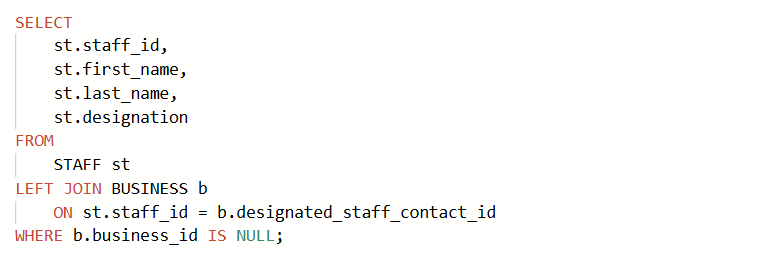 SELECT
st.staff_id,
st.first_name,
st.last_name,
st.designation
FROM
STAFF st
LEFT JOIN BUSINESS b
ON st.staff_id = b.designated_staff_contact_id
WHERE b.business_id IS NULL;